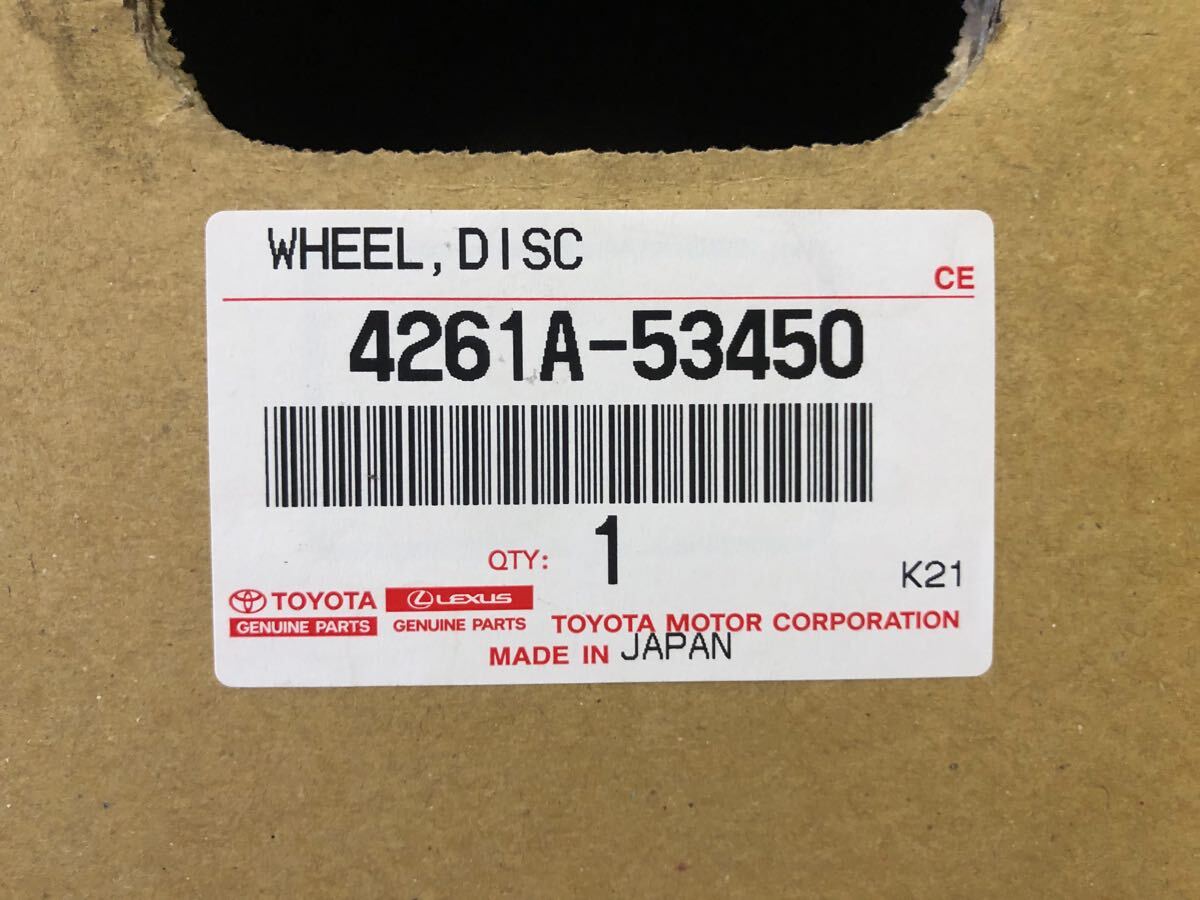 WHEEL, DISC
CE
4261A-53450
QTY: 1
K21
TOYOTA LEXUS
GENUINE PARTS GENUINE PARTS TOYOTA MOTOR CORPORATION
MADE IN JAPAN